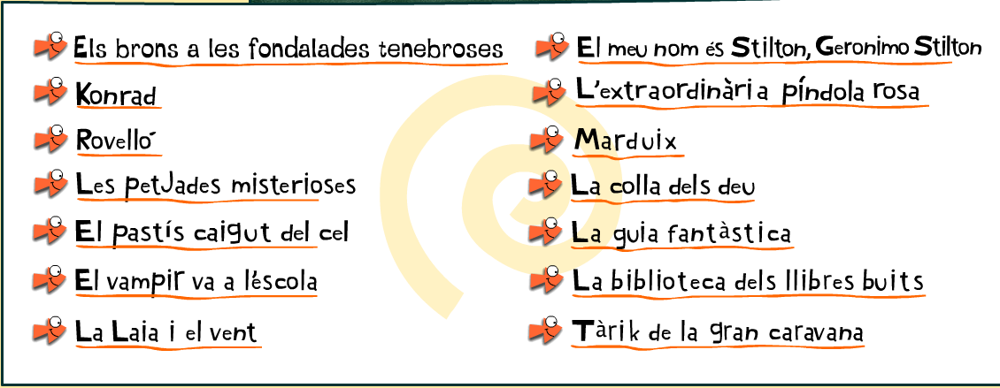 Els brons a les fondalades tenebroses
Konrad
Rovelló
Les petJades misterioses
El pastís caigut del cel
El vampir va a l'éscola
La Laia i el vent
El meu nom és Stilton, Geronimo Stilton
L'extraordinària píndola rosa
Marduix
La colla dels deu
La guia fantàstica
La biblioteca dels llibres buits
Tàrik de la gran caravana